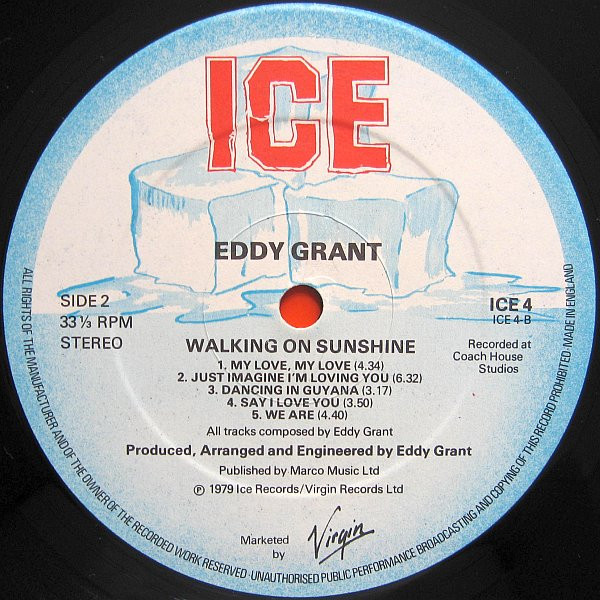 ICE
EDDY GRANT
SIDE 2
33⅓ RPM
STEREO
ICE 4
ICE 4-B
Recorded at
Coach House
Studios
WALKING ON SUNSHINE
1. MY LOVE, MY LOVE (4.34)
2. JUST IMAGINE I'M LOVING YOU (6.32)
3. DANCING IN GUYANA (3.17)
4. SAY I LOVE YOU (3.50)
5. WE ARE (4.40)
All tracks composed by Eddy Grant
Produced, Arranged and Engineered by Eddy Grant
Published by Marco Music Ltd
℗ 1979 Ice Records/Virgin Records Ltd
Marketed
by
Virgin
ALL RIGHTS OF THE MANUFACTURER AND OF THE OWNER OF THE RECORDED WORK RESERVED · UNAUTHORISED PUBLIC PERFORMANCE BROADCASTING AND COPYING OF THIS RECORD PROHIBITED · MADE IN ENGLAND